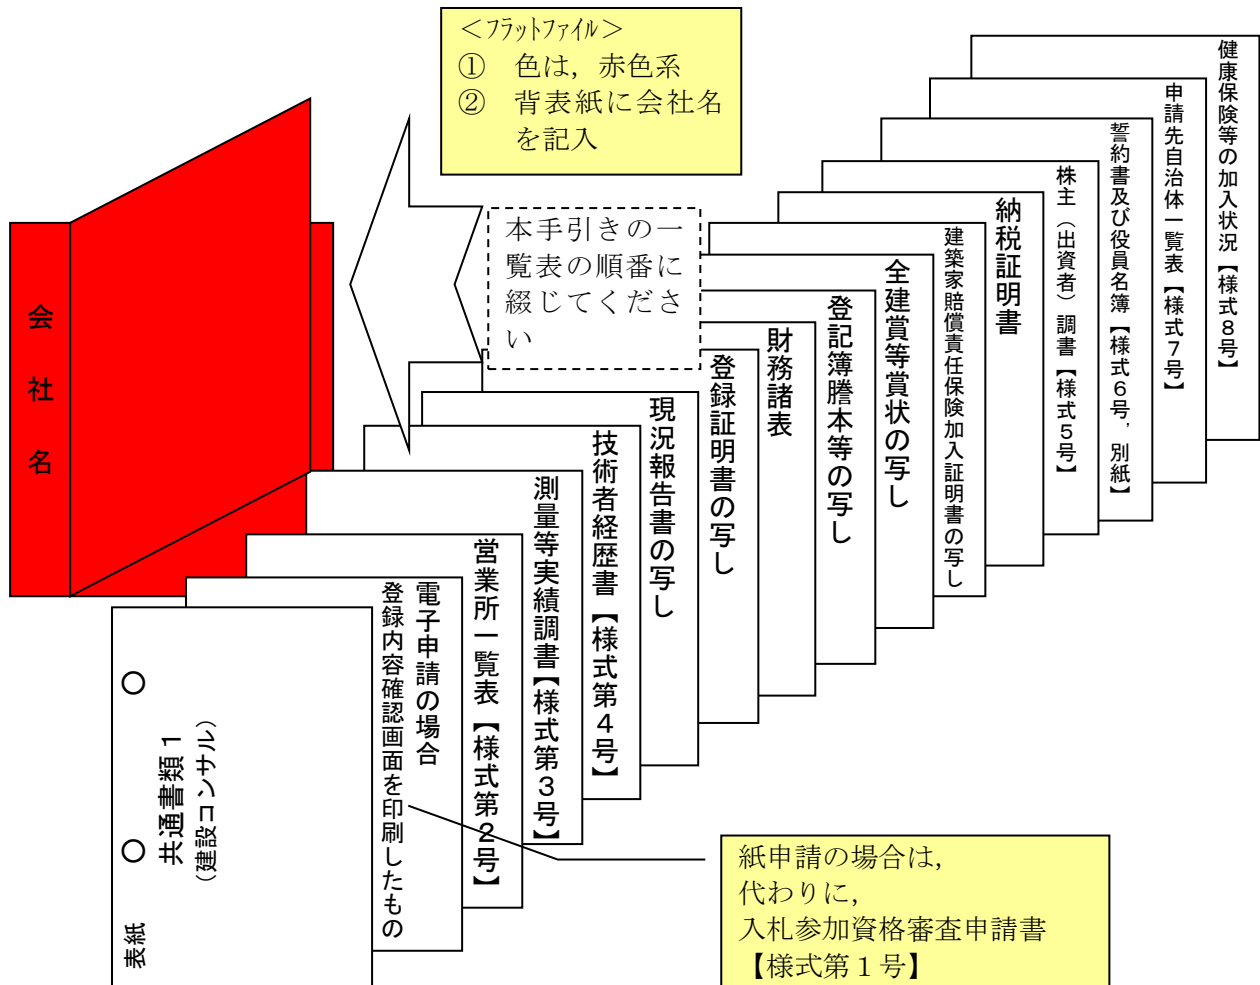 ＜ﾌﾗｯﾄﾌｧｲﾙ＞
①　色は，赤色系
②　背表紙に会社名
を記入
本手引きの一
覧表の順番に
綴じてくださ
い
会社名
表紙
共通書類１
（建設コンサル）
電子申請の場合
登録内容確認画面を印刷したもの
営業所一覧表【様式第２号】
測量等実績調書【様式第３号】
技術者経歴書【様式第４号】
現況報告書の写し
登録証明書の写し
財務諸表
登記簿謄本等の写し
全建賞等賞状の写し
建築家賠償責任保険加入証明書の写し
納税証明書
株主（出資者）調書【様式５号】
誓約書及び役員名簿【様式６号，別紙】
申請先自治体一覧表【様式７号】
健康保険等の加入状況【様式８号】
紙申請の場合は，
代わりに，
入札参加資格審査申請書
【様式第１号】